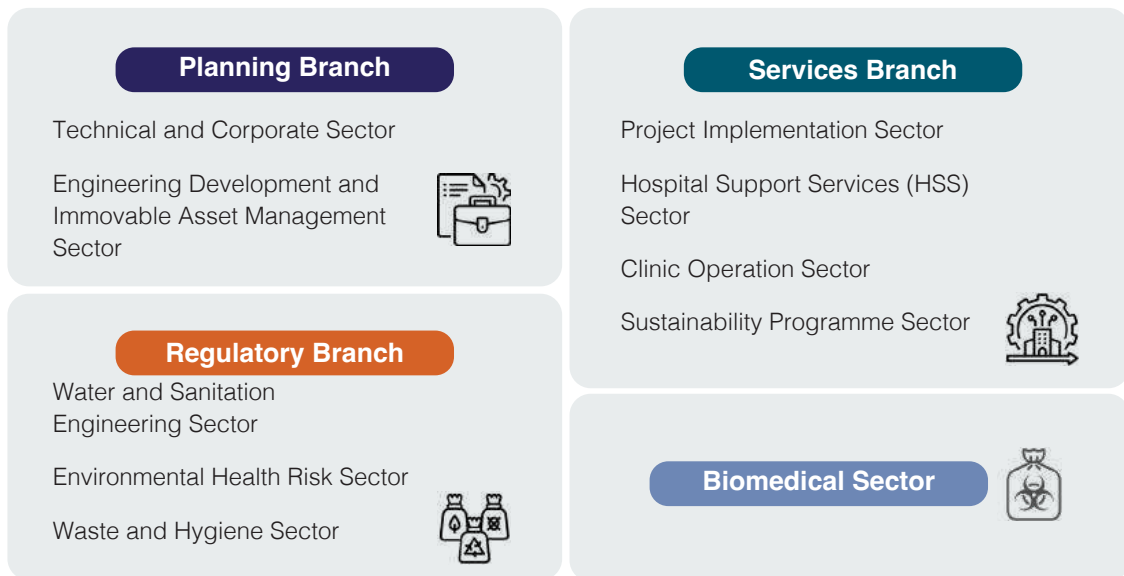 Planning Branch
Technical and Corporate Sector
Engineering Development and
Immovable Asset Management
Sector
Regulatory Branch
Water and Sanitation
Engineering Sector
Environmental Health Risk Sector
Waste and Hygiene Sector
Services Branch
Project Implementation Sector
Hospital Support Services (HSS)
Sector
Clinic Operation Sector
Sustainability Programme Sector
Biomedical Sector